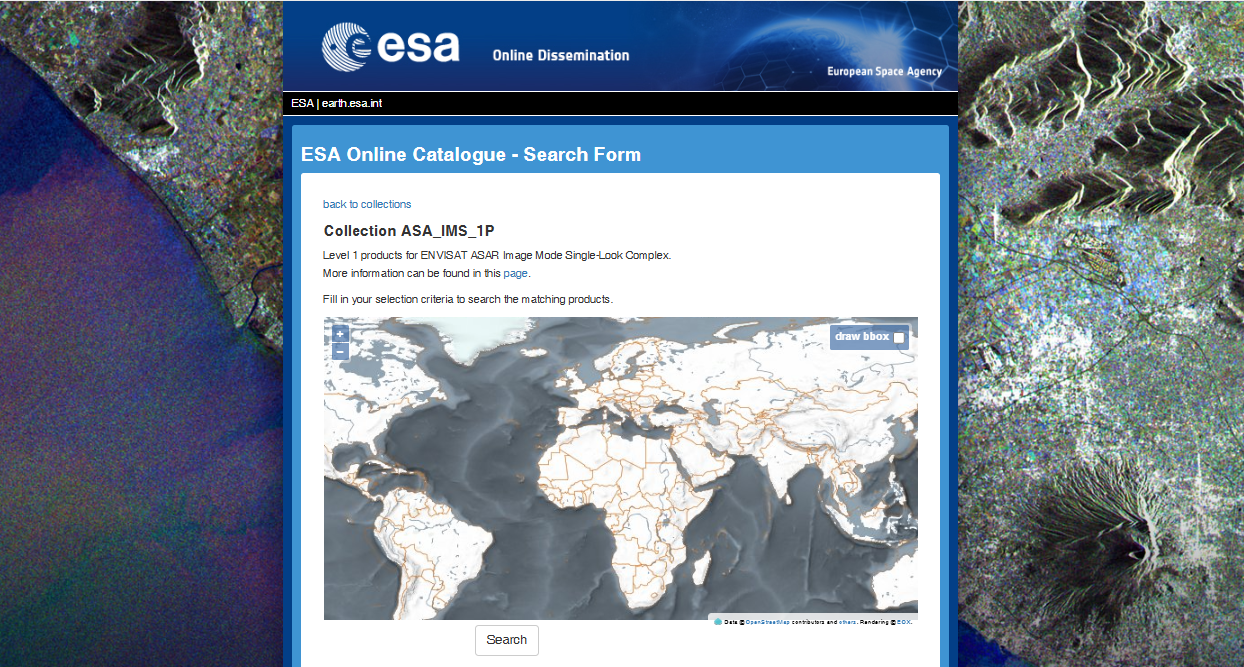 esa
Online Dissemination
European Space Agency
ESA | earth.esa.int
ESA Online Catalogue - Search Form
back to collections
Collection ASA_IMS_1P
Level 1 products for ENVISAT ASAR Image Mode Single-Look Complex.
More information can be found in this page.
Fill in your selection criteria to search the matching products.
+
−
draw bbox
Data © OpenStreetMap contributors and others. Rendering © EOX.
Search